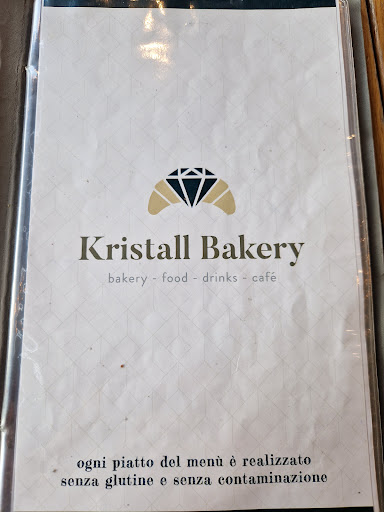 Kristall Bakery
bakery - food - drinks - café
ogni piatto del menù è realizzato
senza glutine e senza contaminazione